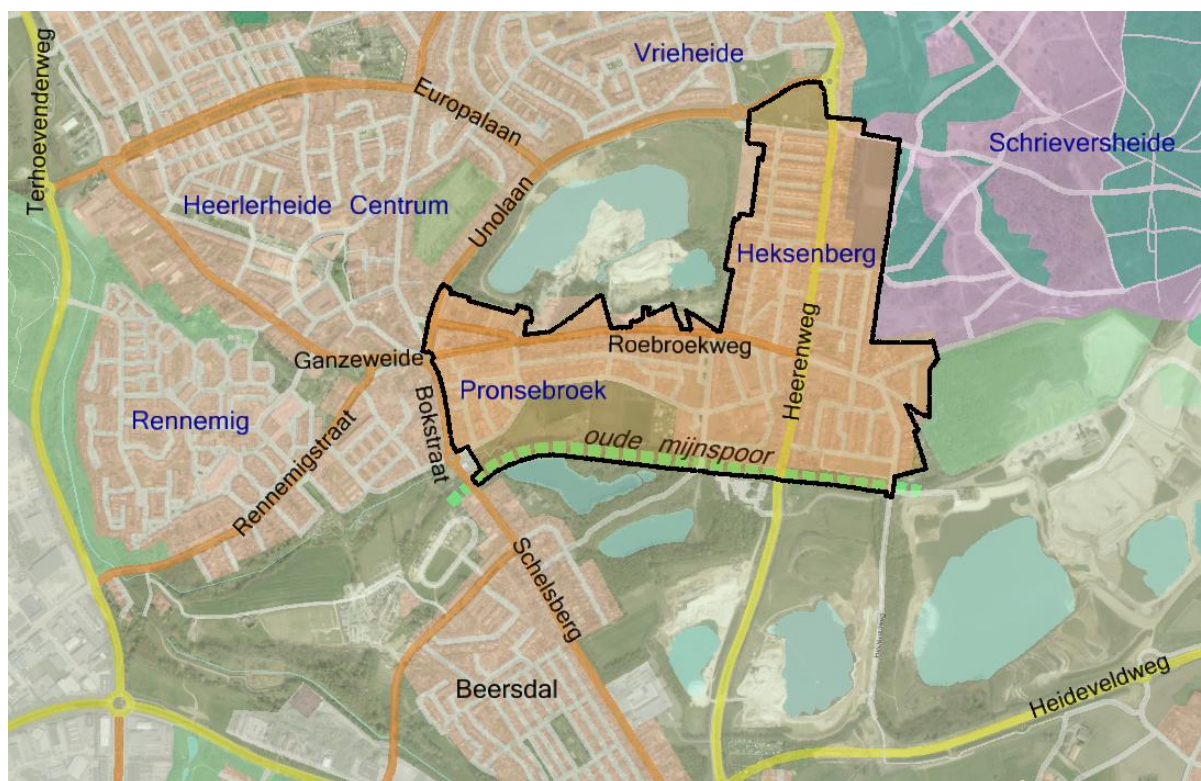 Vrieheide
Terhoevenderweg
Europalaan
Schrieversheide
Heerlerheide Centrum
Unolaan
Heksenberg
Heerenweg
Roebroekweg
Ganzeweide
Pronsebroek
Bokstraat
Rennemig
oude mijnspoor
Rennemigstraat
Schelsberg
Beersdal
Heideveldweg